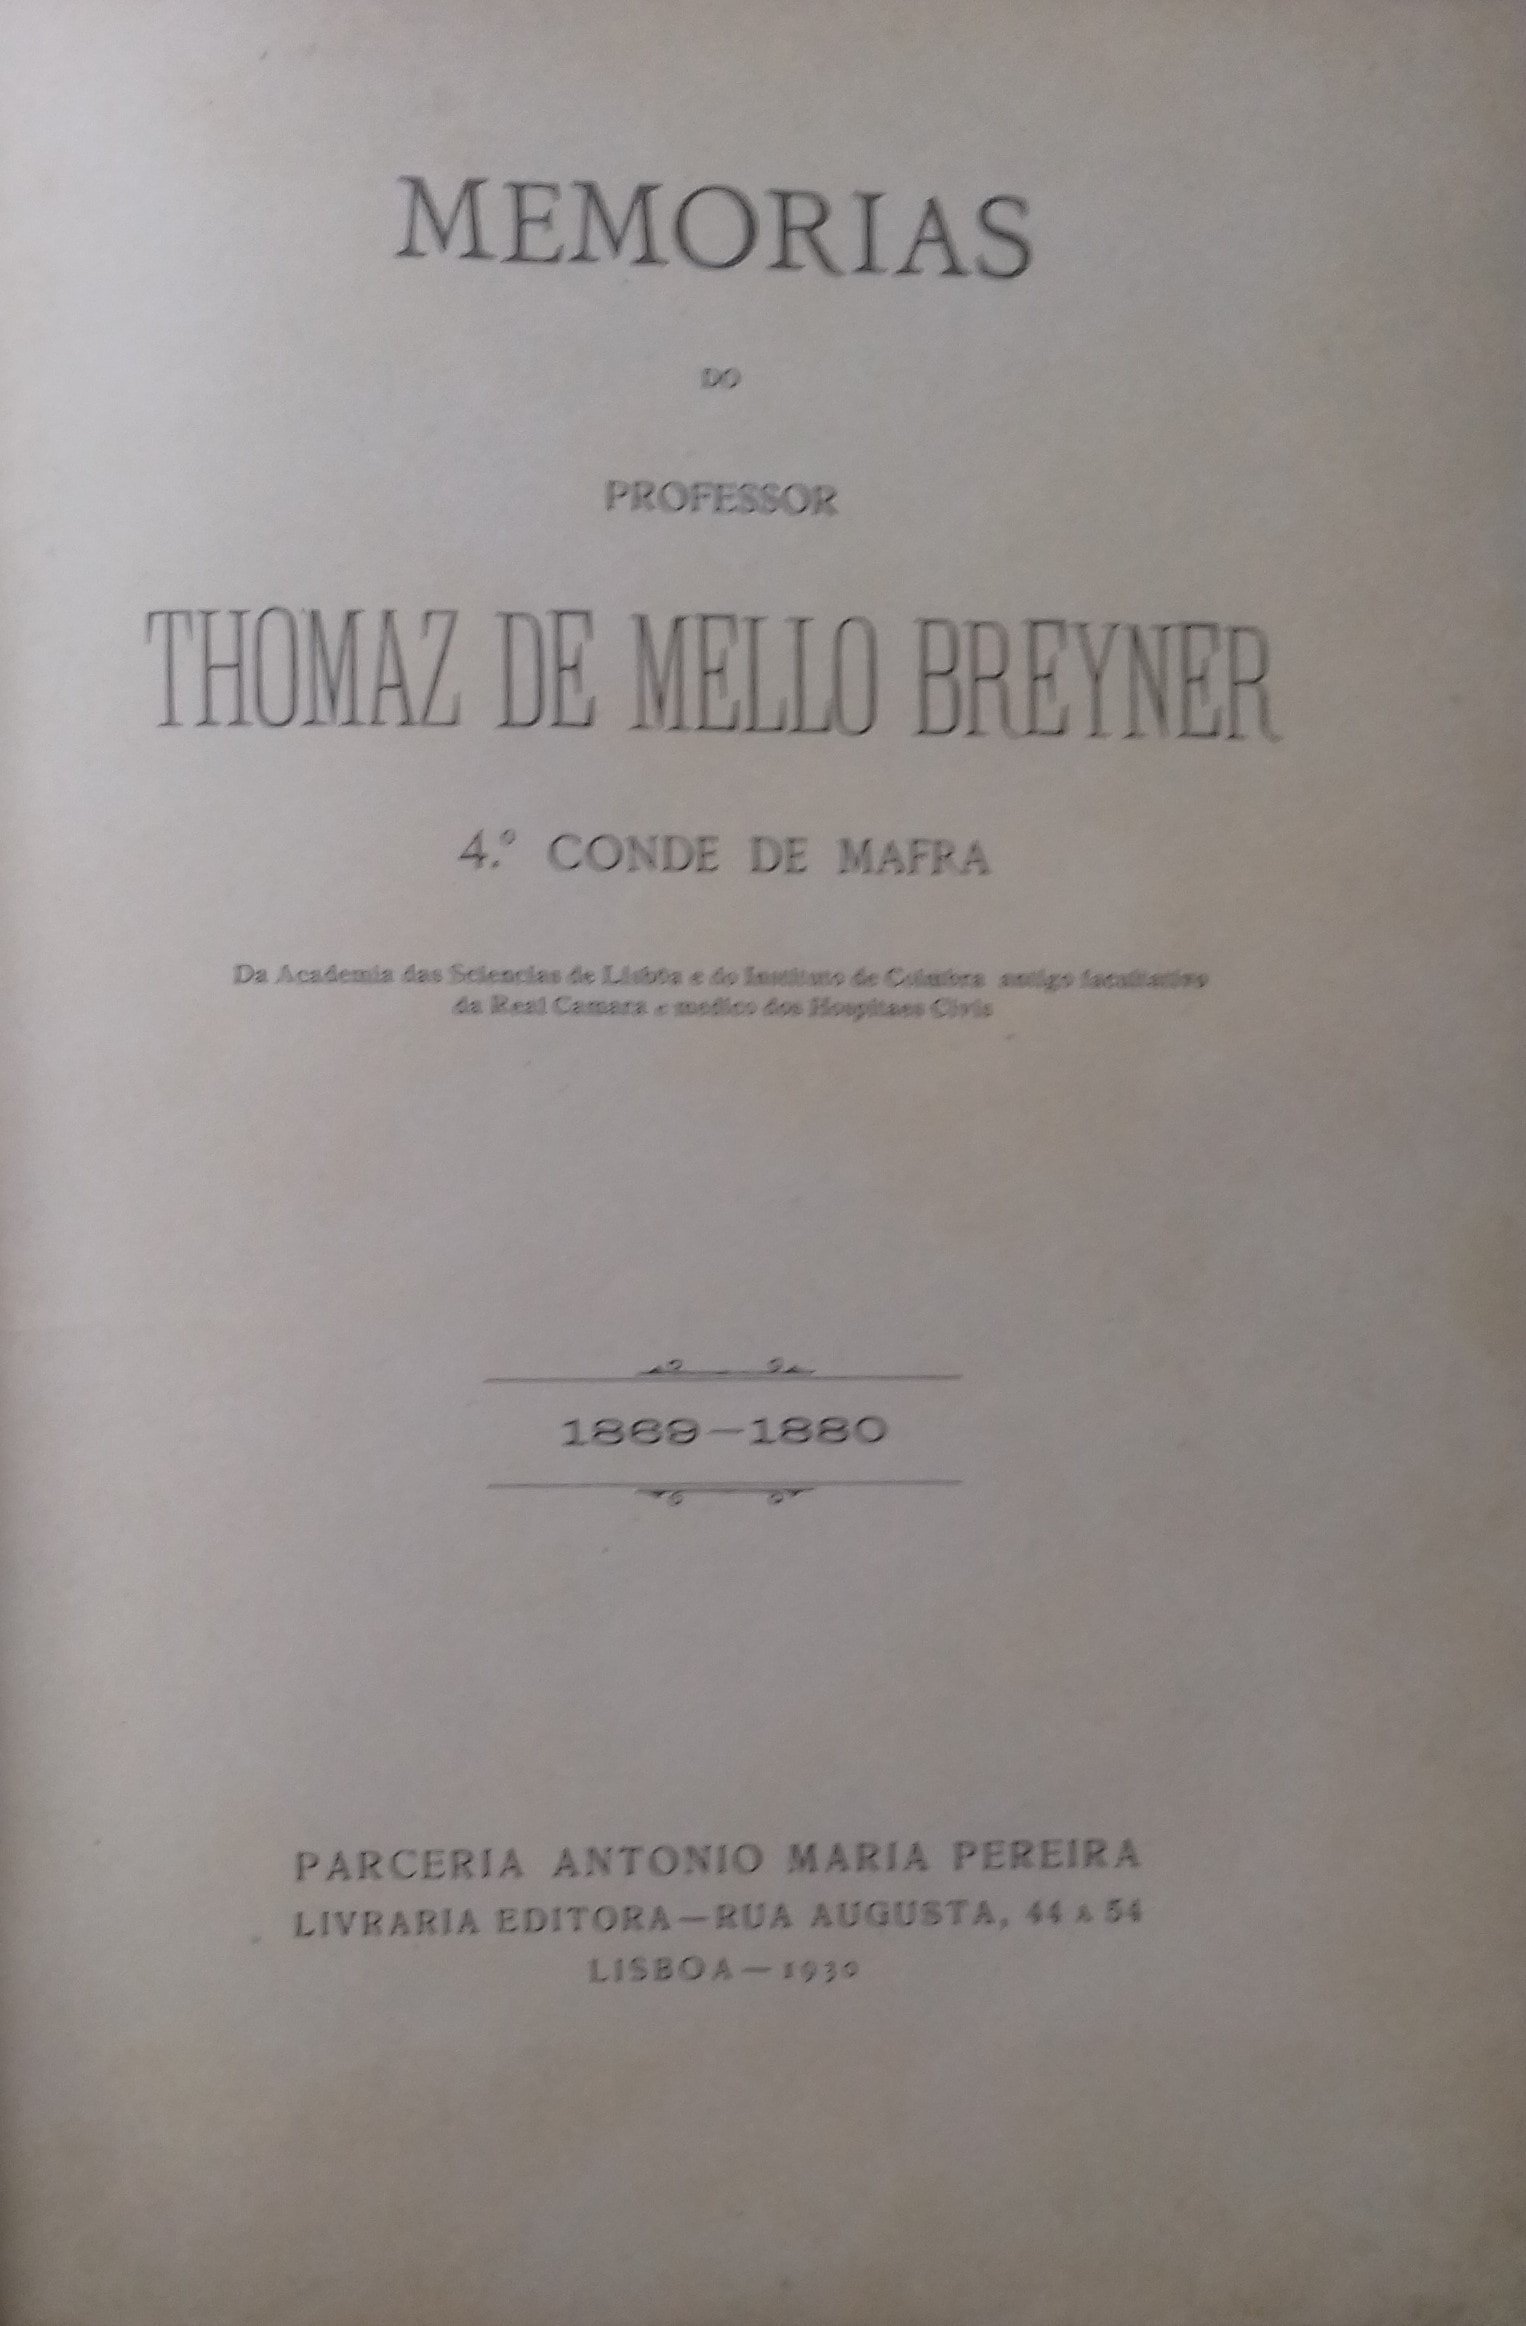 MEMORIAS
DO
PROFESSOR
THOMAZ DE MELLO BREYNER
4.º CONDE DE MAFRA
Da Academia das Sciencias de Lisbôa e do Instituto de Coimbra antigo facultativo
da Real Camara e medico dos Hospitaes Civis
1869—1880
PARCERIA ANTONIO MARIA PEREIRA
LIVRARIA EDITORA—RUA AUGUSTA, 44 A 54
LISBOA—1930